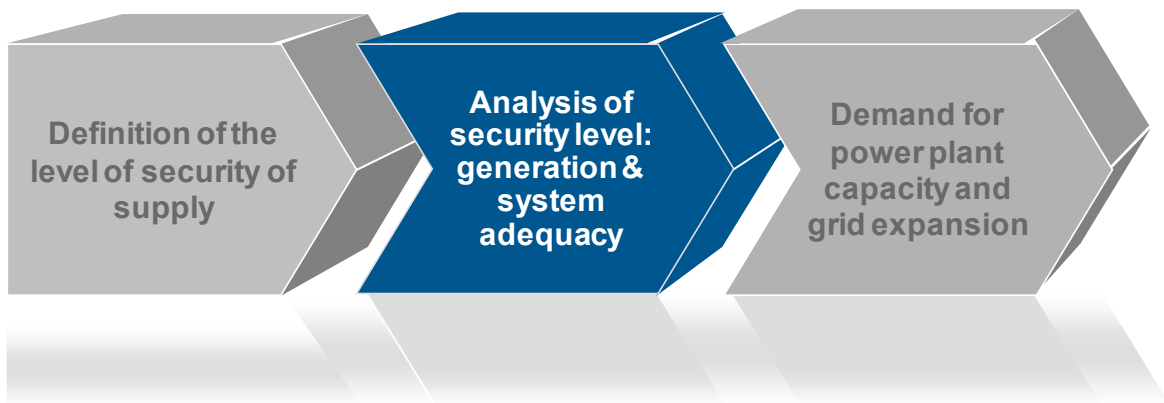 Definition of the
level of security of
supply
Analysis of
security level:
generation &
system
adequacy
Demand for
power plant
capacity and
grid expansion